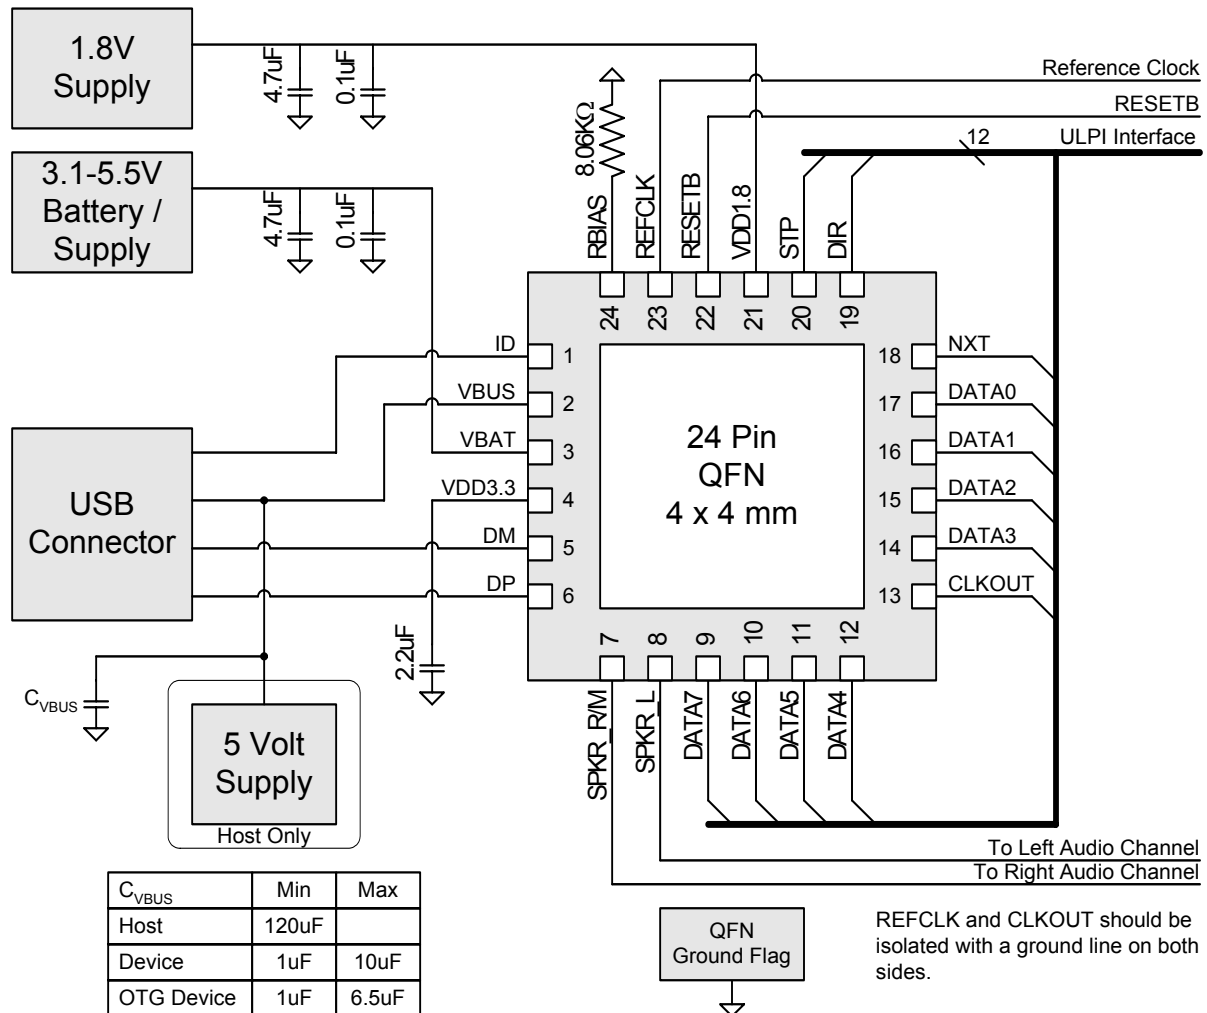 1.8V
Supply
4.7uF
0.1uF
Reference Clock
RESETB
12
ULPI Interface
3.1-5.5V
Battery /
Supply
4.7uF
0.1uF
8.06KΩ
RBIAS
REFCLK
RESETB
VDD1.8
STP
DIR
24
23
22
21
20
19
ID
1
VBUS
2
VBAT
3
VDD3.3
4
DM
5
DP
6
24 Pin
QFN
4 x 4 mm
18
NXT
17
DATA0
16
DATA1
15
DATA2
14
DATA3
13
CLKOUT
USB
Connector
7
8
9
10
11
12
2.2uF
SPKR_R/M
SPKR_L
DATA7
DATA6
DATA5
DATA4
CVBUS
5 Volt
Supply
Host Only
To Left Audio Channel
To Right Audio Channel
CVBUS Min Max
Host 120uF
Device 1uF 10uF
OTG Device 1uF 6.5uF
QFN
Ground Flag
REFCLK and CLKOUT should be
isolated with a ground line on both
sides.